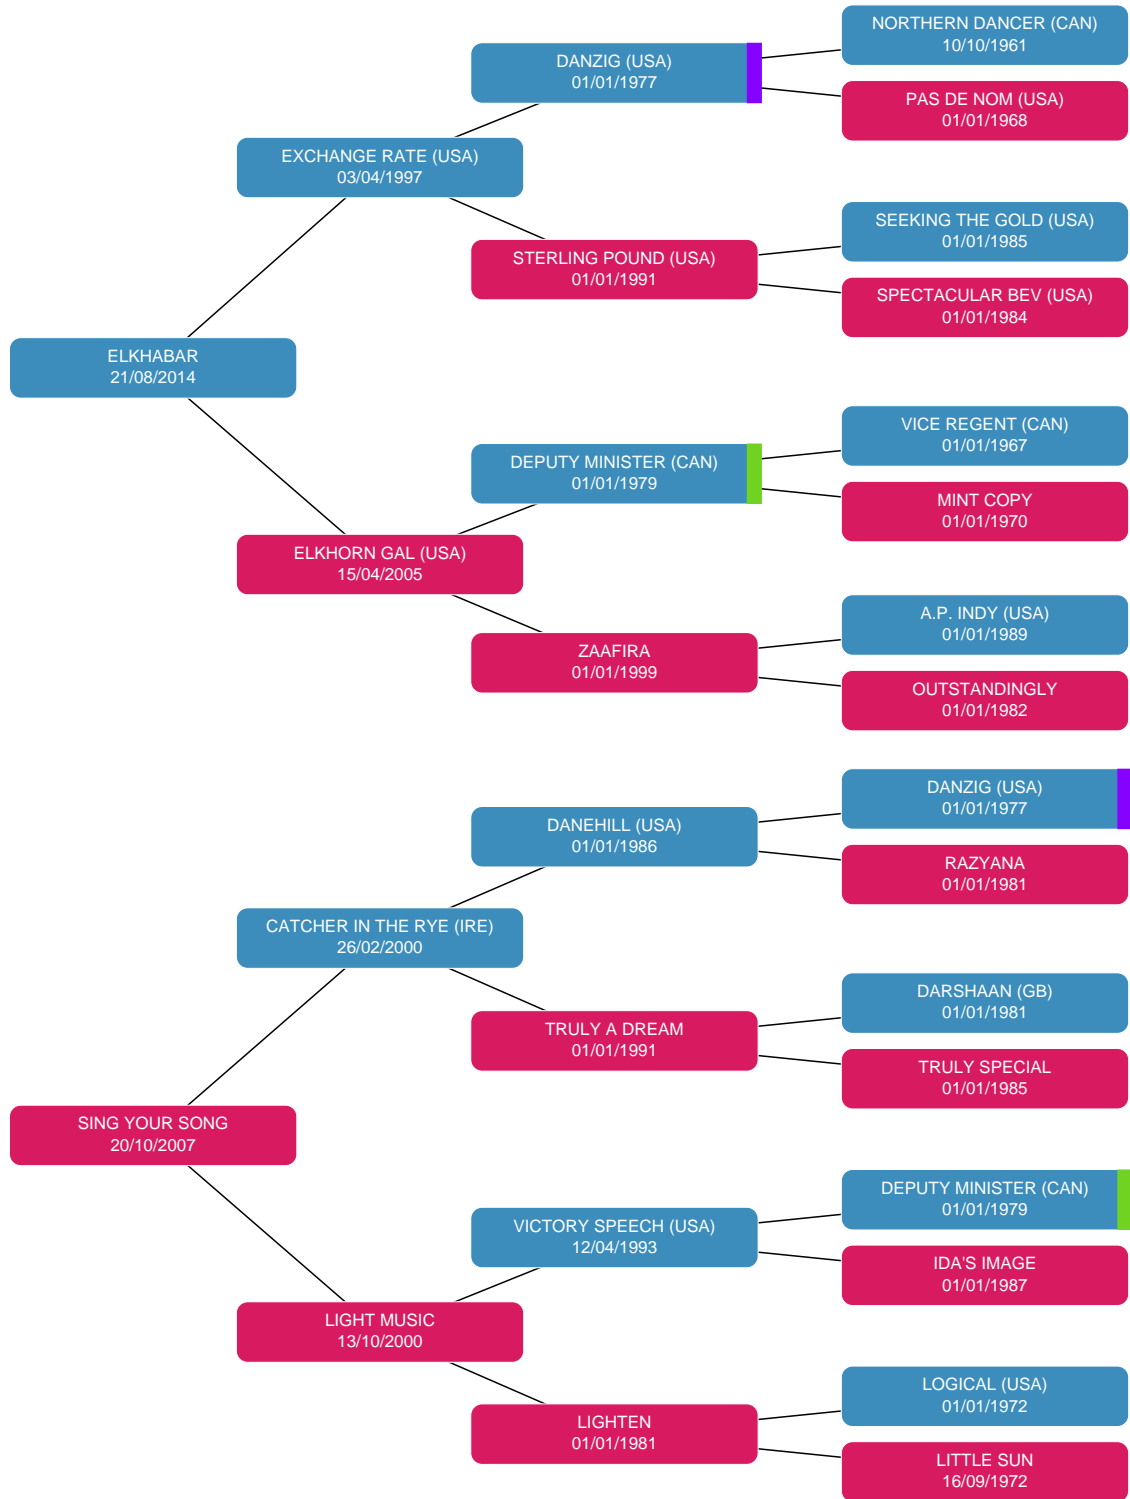 NORTHERN DANCER (CAN)
10/10/1961
DANZIG (USA)
01/01/1977
PAS DE NOM (USA)
01/01/1968
EXCHANGE RATE (USA)
03/04/1997
SEEKING THE GOLD (USA)
01/01/1985
STERLING POUND (USA)
01/01/1991
SPECTACULAR BEV (USA)
01/01/1984
ELKHABAR
21/08/2014
VICE REGENT (CAN)
01/01/1967
DEPUTY MINISTER (CAN)
01/01/1979
MINT COPY
01/01/1970
ELKHORN GAL (USA)
15/04/2005
A.P. INDY (USA)
01/01/1989
ZAAFIRA
01/01/1999
OUTSTANDINGLY
01/01/1982
DANZIG (USA)
01/01/1977
DANEHILL (USA)
01/01/1986
RAZYANA
01/01/1981
CATCHER IN THE RYE (IRE)
26/02/2000
DARSHAAN (GB)
01/01/1981
TRULY A DREAM
01/01/1991
TRULY SPECIAL
01/01/1985
SING YOUR SONG
20/10/2007
DEPUTY MINISTER (CAN)
01/01/1979
VICTORY SPEECH (USA)
12/04/1993
IDA'S IMAGE
01/01/1987
LIGHT MUSIC
13/10/2000
LOGICAL (USA)
01/01/1972
LIGHTEN
01/01/1981
LITTLE SUN
16/09/1972